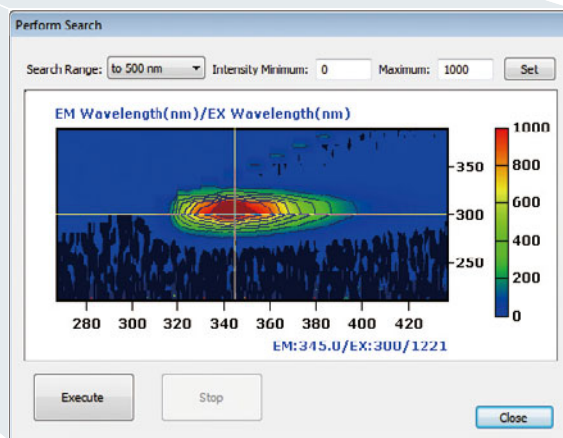 Perform Search
Search Range: to 500 nm Intensity Minimum: 0 Maximum: 1000 Set
EM Wavelength(nm)/EX Wavelength(nm)
1000
800
600
400
200
0
350
300
250
280 300 320 340 360 380 400 420
EM:345.0/EX:300/1221
Execute Stop
Close